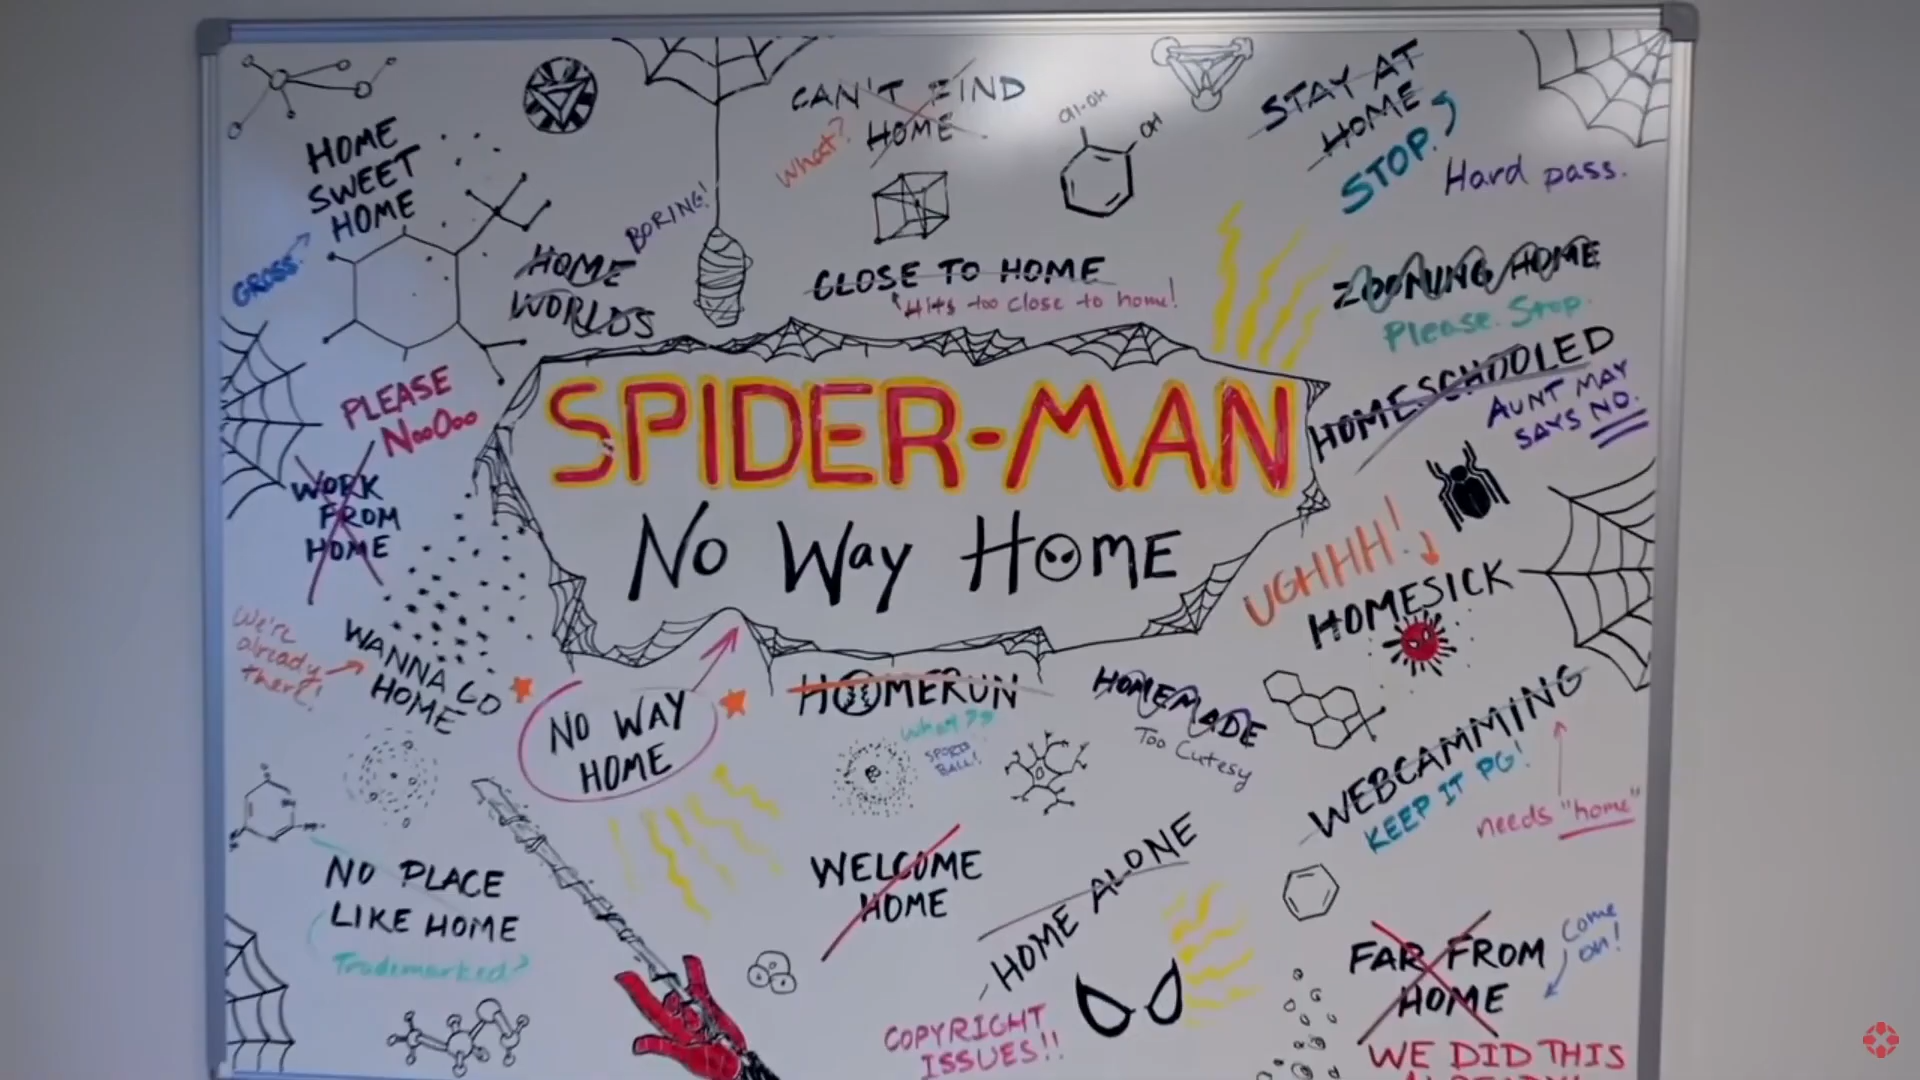 HOME
SWEET
HOME
GROSS.
HOME
WORLDS
BORING!
CAN'T FIND
HOME
What?
OH
STAY AT
HOME
STOP.
Hard pass.
CLOSE TO HOME
Hits too close to home!
ZOOMING HOME
Please. Stop.
HOMESCHOOLED
AUNT MAY
SAYS NO.
PLEASE
NooOoo
WORK
FROM
HOME
SPIDER-MAN
No Way Home
UGHHH!
HOMESICK
We're
already
there!
WANNA GO
HOME
NO WAY
HOME
HOMERUN
What??
SPORTS
BALL!
HOMEMADE
Too Cutesy
WEBCAMMING
KEEP IT PG!
needs "home"
NO PLACE
LIKE HOME
Trademarked?
WELCOME
HOME
HOME ALONE
COPYRIGHT
ISSUES!!
FAR FROM
HOME
Come
on!
WE DID THIS